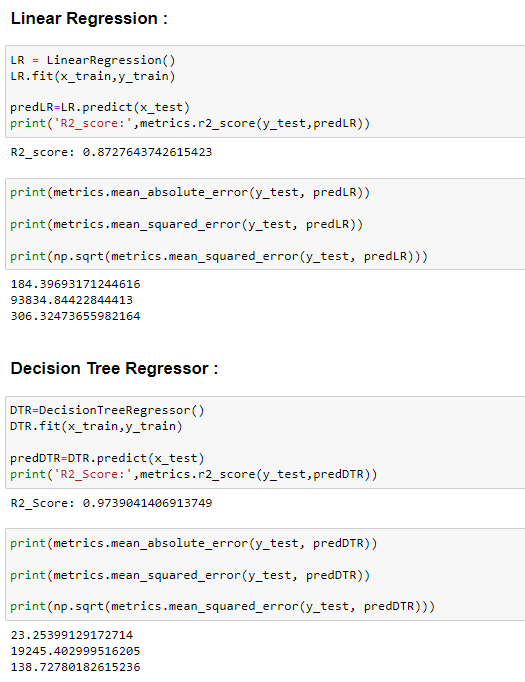 Linear Regression :
LR = LinearRegression()
LR.fit(x_train,y_train)
predLR=LR.predict(x_test)
print('R2_score:',metrics.r2_score(y_test,predLR))
R2_score: 0.8727643742615423
print(metrics.mean_absolute_error(y_test, predLR))
print(metrics.mean_squared_error(y_test, predLR))
print(np.sqrt(metrics.mean_squared_error(y_test, predLR)))
184.39693171244616
93834.84422844413
306.32473655982164
Decision Tree Regressor :
DTR=DecisionTreeRegressor()
DTR.fit(x_train,y_train)
predDTR=DTR.predict(x_test)
print('R2_Score:',metrics.r2_score(y_test,predDTR))
R2_Score: 0.9739041406913749
print(metrics.mean_absolute_error(y_test, predDTR))
print(metrics.mean_squared_error(y_test, predDTR))
print(np.sqrt(metrics.mean_squared_error(y_test, predDTR)))
23.25399129172714
19245.402999516205
138.72780182615236